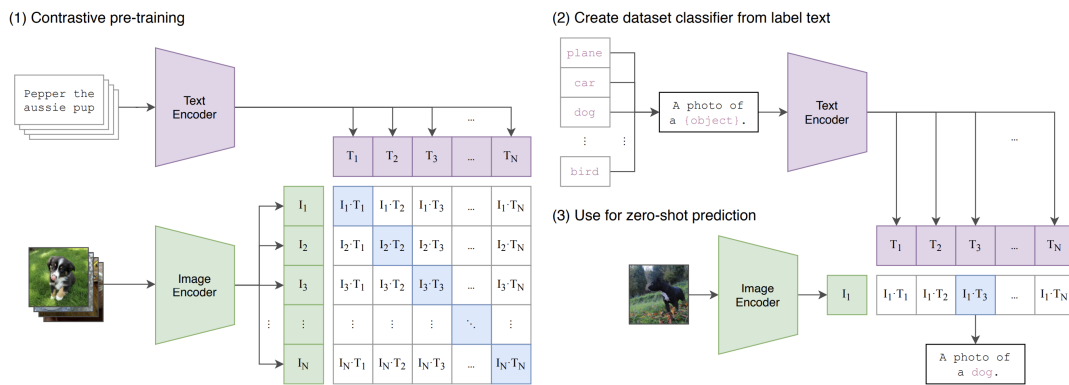 (1) Contrastive pre-training
Pepper the
aussie pup
Text
Encoder
...
T1 T2 T3 ... TN
I1 I1·T1 I1·T2 I1·T3 ... I1·TN
I2 I2·T1 I2·T2 I2·T3 ... I2·TN
Image
Encoder
I3 I3·T1 I3·T2 I3·T3 ... I3·TN
⋮ ⋮ ⋮ ⋮ ⋮ ⋱ ⋮
IN IN·T1 IN·T2 IN·T3 ... IN·TN
(2) Create dataset classifier from label text
plane
car
dog
⋮ ⋮
bird
A photo of
a {object}.
Text
Encoder
...
(3) Use for zero-shot prediction
Image
Encoder
T1 T2 T3 ... TN
I1 I1·T1 I1·T2 I1·T3 ... I1·TN
A photo of
a dog.